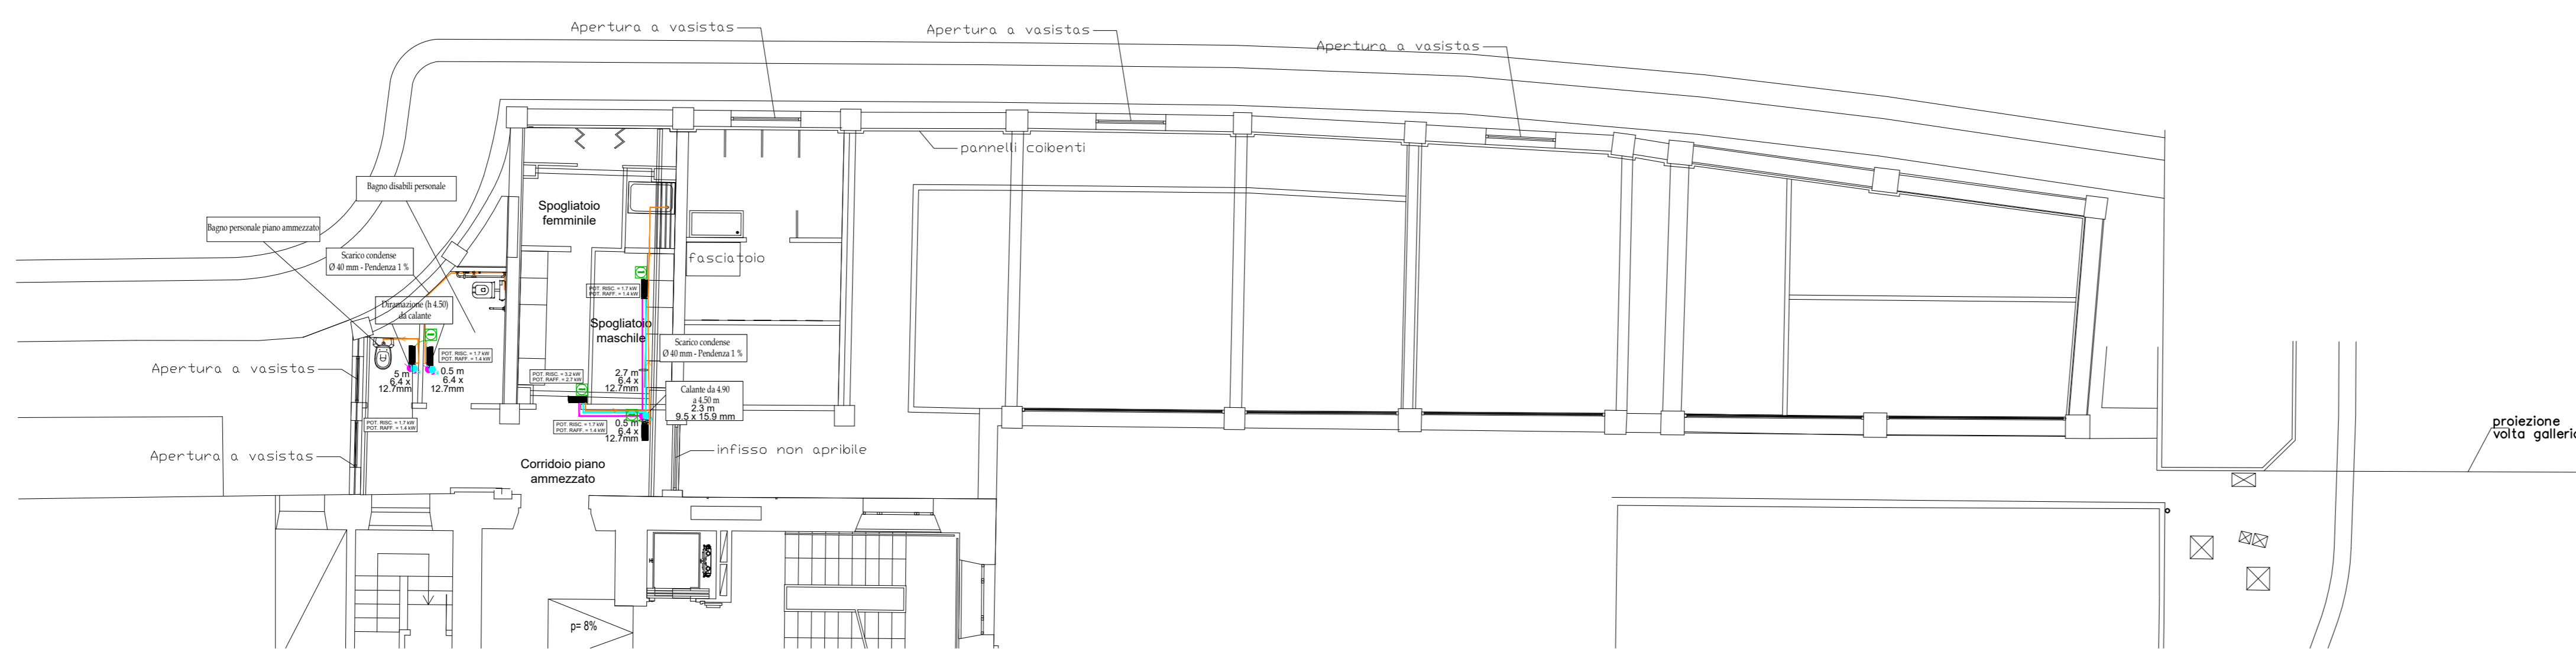 Apertura a vasistas
Apertura a vasistas
Apertura a vasistas
pannelli coibenti
Bagno disabili personale
Bagno personale piano ammezzato
Spogliatoio
femminile
Scarico condense
Ø 40 mm - Pendenza 1 %
fasciatoio
POT. RISC. = 1.7 kW
POT. RAFF. = 1.4 kW
Diramazione (h 4.50)
da calante
Spogliatoio
maschile
Scarico condense
Ø 40 mm - Pendenza 1 %
POT. RISC. = 1.7 kW
POT. RAFF. = 1.4 kW
Apertura a vasistas
5 m
6.4 x
12.7mm
0.5 m
6.4 x
12.7mm
POT. RISC. = 3.2 kW
POT. RAFF. = 2.7 kW
2.7 m
6.4 x
12.7mm
Calante da 4.90
a 4.50 m
2.3 m
9.5 x 15.9 mm
POT. RISC. = 1.7 kW
POT. RAFF. = 1.4 kW
POT. RISC. = 1.7 kW
POT. RAFF. = 1.4 kW
0.5 m
6.4 x
12.7mm
proiezione
volta galleri
infisso non apribile
Apertura a vasistas
Corridoio piano
ammezzato
p= 8%